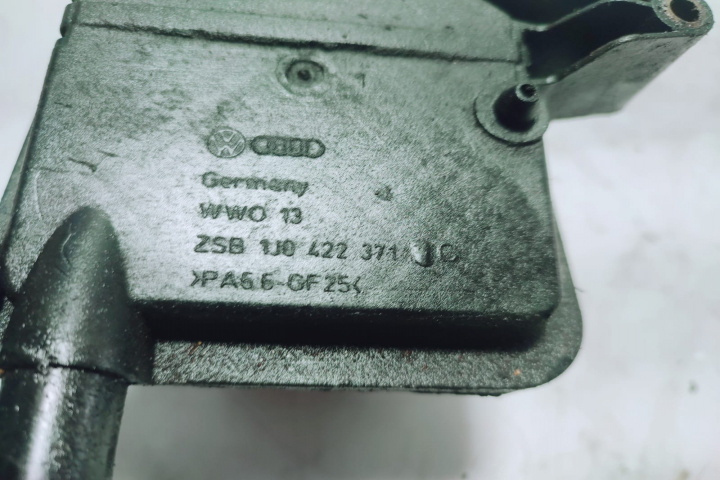 Germany
WWO 13
ZSB 1J0 422 371 C
>PA6.6-GF25<